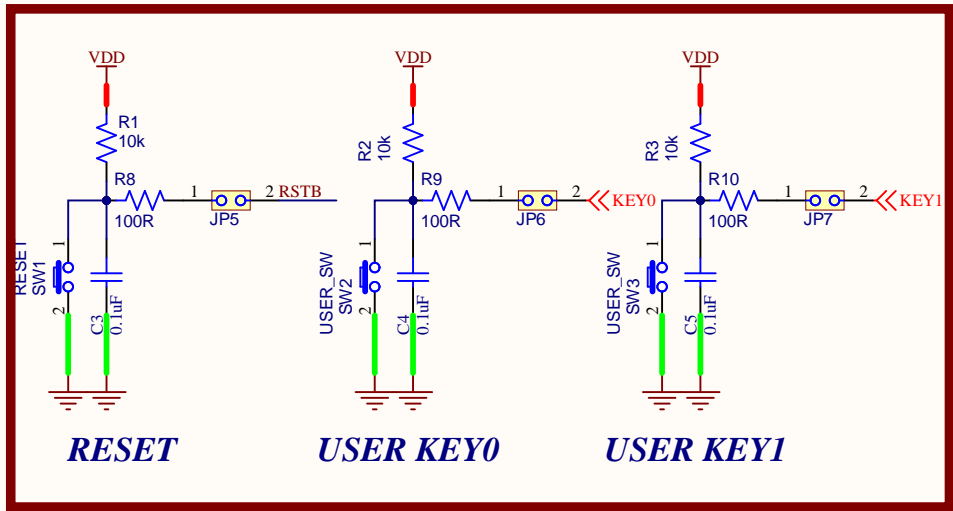 VDD
R1
10k
R8
100R
1
2
RSTB
JP5
1
2
RESET
SW1
C3
0.1uF
RESET
VDD
R2
10k
R9
100R
1
2
KEY0
JP6
1
2
USER_SW
SW2
C4
0.1uF
USER KEY0
VDD
R3
10k
R10
100R
1
2
KEY1
JP7
1
2
USER_SW
SW3
C5
0.1uF
USER KEY1